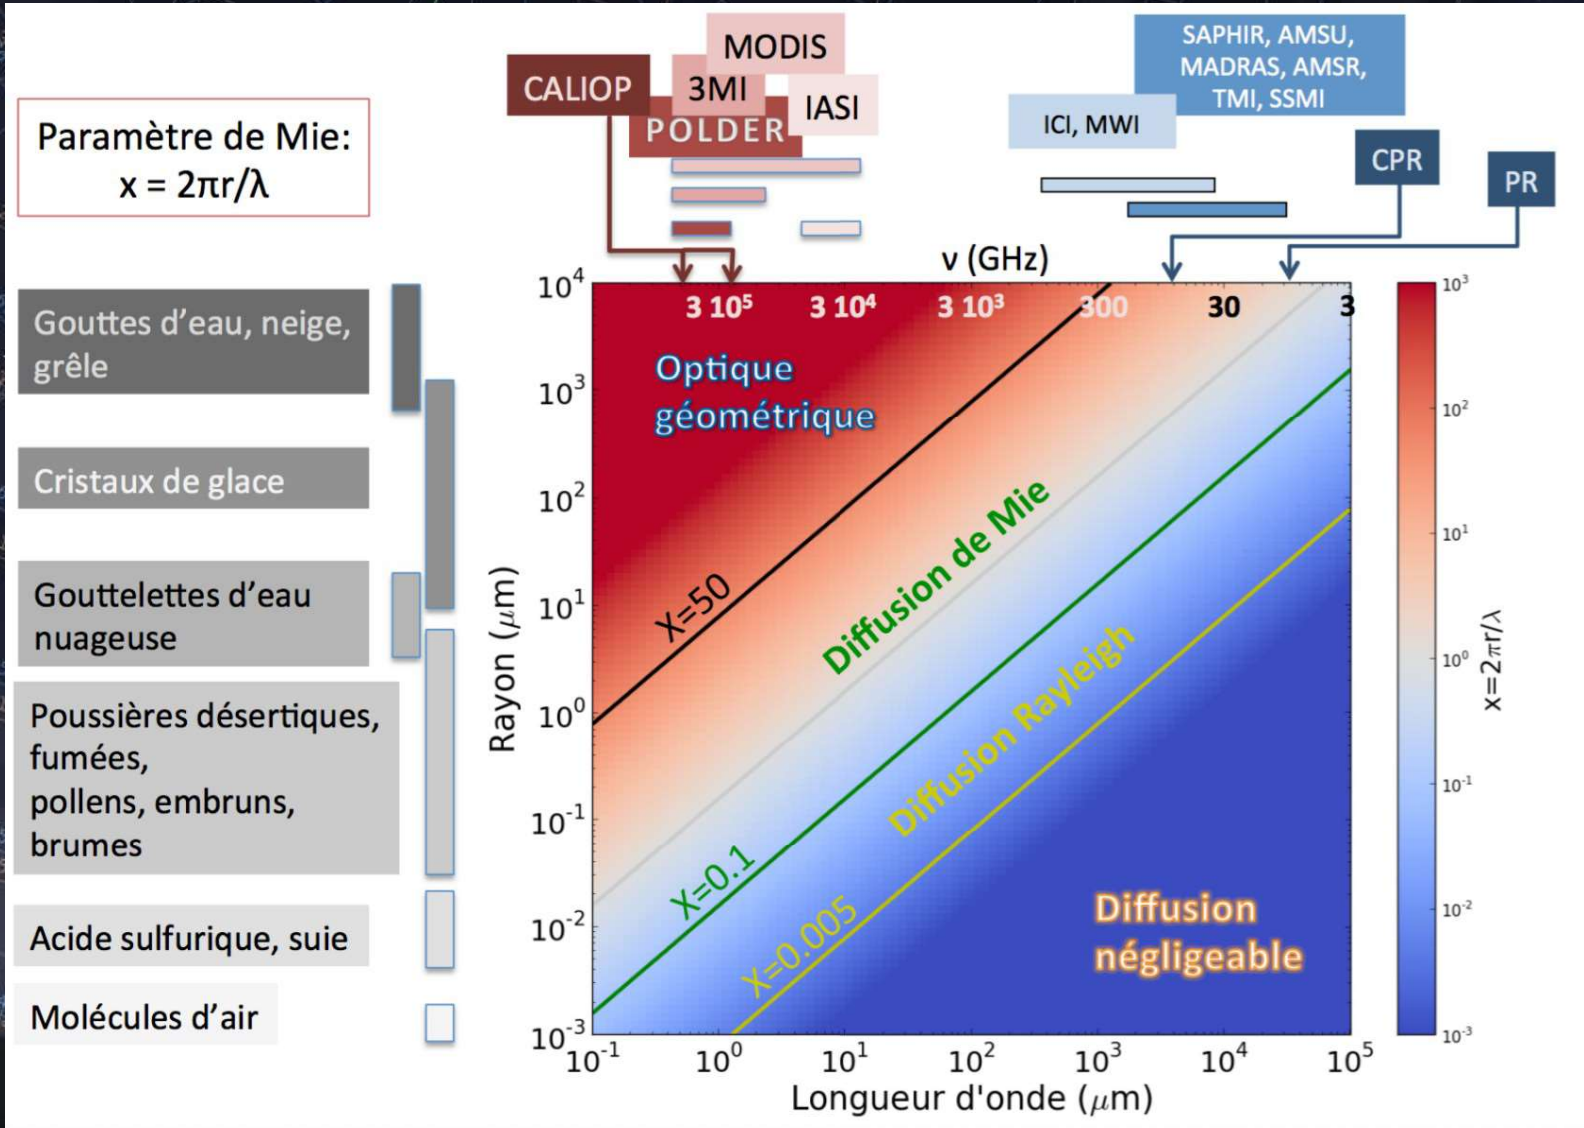 CALIOP
MODIS
3MI
POLDER
IASI
SAPHIR, AMSU,
MADRAS, AMSR,
TMI, SSMI
ICI, MWI
CPR
PR
Paramètre de Mie:
x = 2πr/λ
Gouttes d'eau, neige,
grêle
Cristaux de glace
Gouttelettes d'eau
nuageuse
Poussières désertiques,
fumées,
pollens, embruns,
brumes
Acide sulfurique, suie
Molécules d'air
ν (GHz)
3 10⁵ 3 10⁴ 3 10³ 300 30 3
Optique
géométrique
X=50
Diffusion de Mie
Diffusion Rayleigh
X=0.1
X=0.005
Diffusion
négligeable
Rayon (μm)
10⁴
10³
10²
10¹
10⁰
10⁻¹
10⁻²
10⁻³
10⁻¹ 10⁰ 10¹ 10² 10³ 10⁴ 10⁵
Longueur d'onde (μm)
10³
10²
10¹
10⁰
10⁻¹
10⁻²
10⁻³
x=2πr/λ